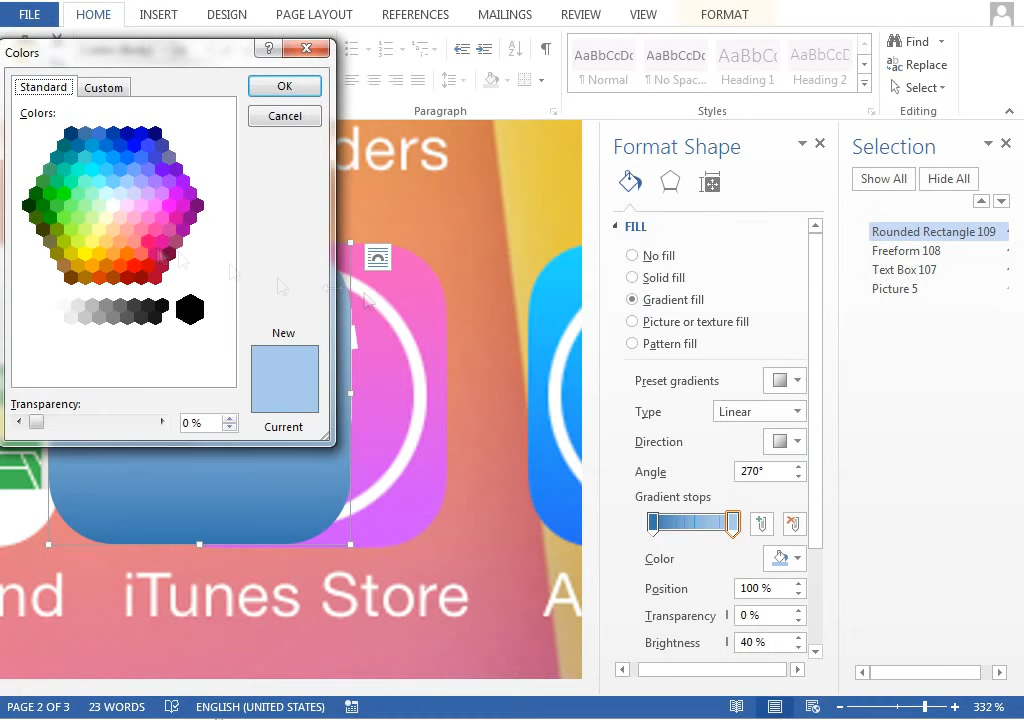 FILE HOME INSERT DESIGN PAGE LAYOUT REFERENCES MAILINGS REVIEW VIEW FORMAT
Colors
?
Standard Custom
OK
Cancel
Colors:
New
Current
Transparency:
0 %
AaBbCcDc AaBbCcDc AaBbCc AaBbCcD
¶ Normal ¶ No Spac... Heading 1 Heading 2
Paragraph Styles Editing
Find
Replace
Select
ders
nd iTunes Store A
Format Shape
FILL
No fill
Solid fill
Gradient fill
Picture or texture fill
Pattern fill
Preset gradients
Type Linear
Direction
Angle 270°
Gradient stops
Color
Position 100 %
Transparency 0 %
Brightness 40 %
Selection
Show All Hide All
Rounded Rectangle 109
Freeform 108
Text Box 107
Picture 5
PAGE 2 OF 3 23 WORDS ENGLISH (UNITED STATES) 332 %